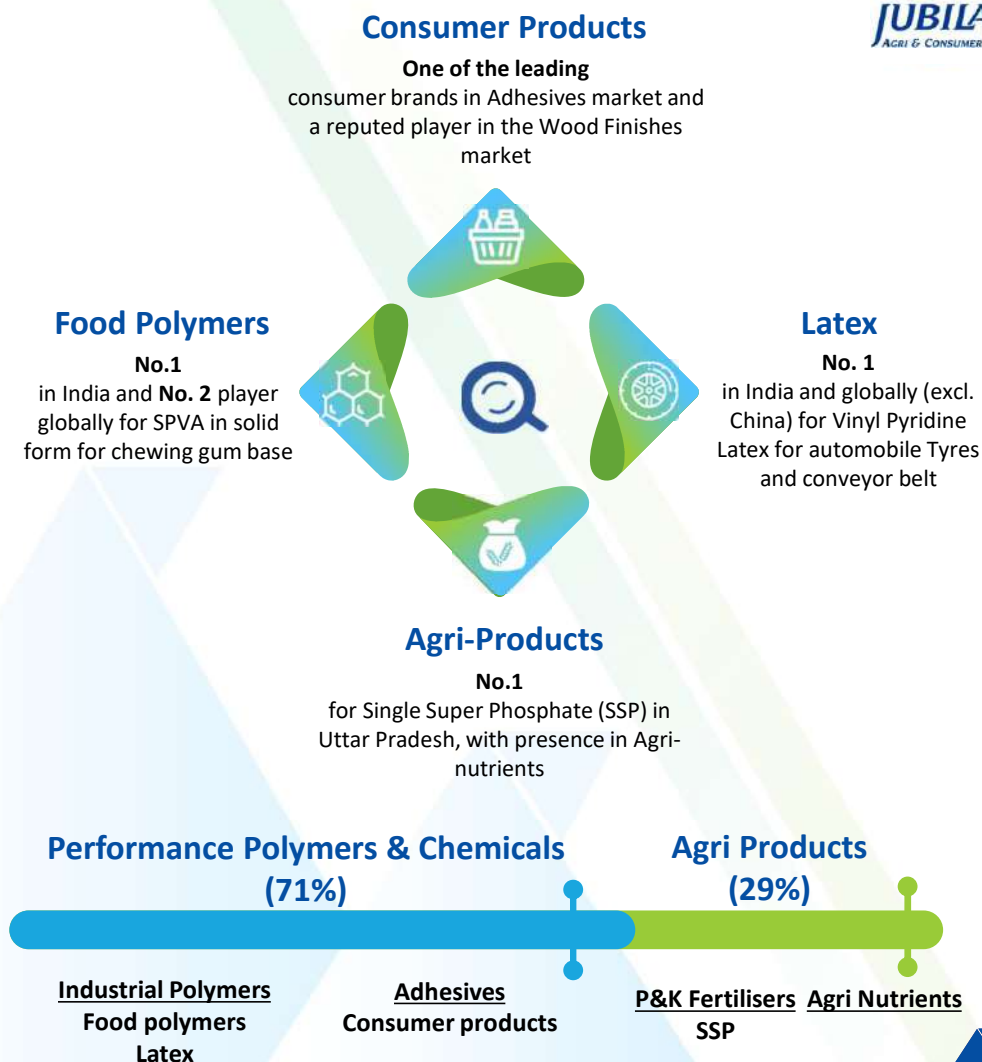 JUBILA
AGRI & CONSUMER
Consumer Products
One of the leading
consumer brands in Adhesives market and
a reputed player in the Wood Finishes
market
Food Polymers
No.1
in India and No. 2 player
globally for SPVA in solid
form for chewing gum base
Latex
No. 1
in India and globally (excl.
China) for Vinyl Pyridine
Latex for automobile Tyres
and conveyor belt
Agri-Products
No.1
for Single Super Phosphate (SSP) in
Uttar Pradesh, with presence in Agri-
nutrients
Performance Polymers & Chemicals
(71%)
Agri Products
(29%)
Industrial Polymers
Food polymers
Latex
Adhesives
Consumer products
P&K Fertilisers
SSP
Agri Nutrients